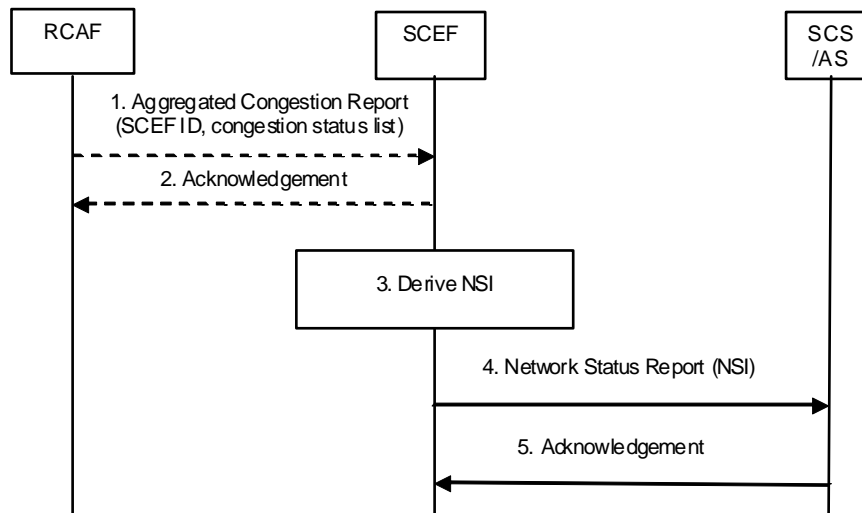 RCAF
SCEF
SCS
/AS
1. Aggregated Congestion Report
(SCEF ID, congestion status list)
2. Acknowledgement
3. Derive NSI
4. Network Status Report (NSI)
5. Acknowledgement